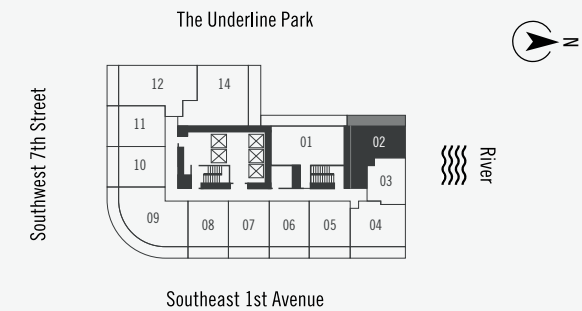 The Underline Park
N
Southwest 7th Street
12
14
11
01
02
10
03
River
09
08
07
06
05
04
Southeast 1st Avenue